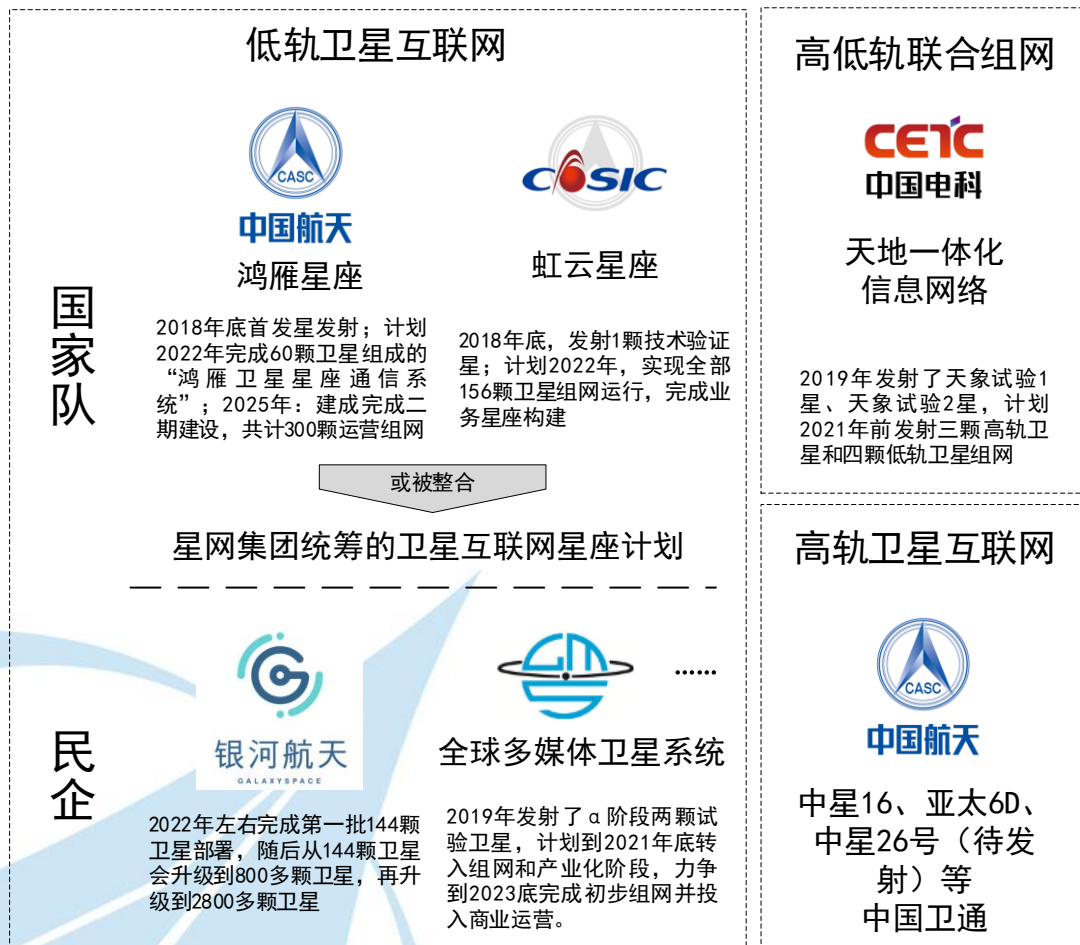 低轨卫星互联网
CASC
中国航天
鸿雁星座
2018年底首发星发射；计划
2022年完成60颗卫星组成的
“鸿雁卫星星座通信系
统”；2025年：建成完成二
期建设，共计300颗运营组网
COSIC
虹云星座
2018年底，发射1颗技术验证
星；计划2022年，实现全部
156颗卫星组网运行，完成业
务星座构建
国家队
或被整合
星网集团统筹的卫星互联网星座计划
民企
银河航天
GALAXYSPACE
2022年左右完成第一批144颗
卫星部署，随后从144颗卫星
会升级到800多颗卫星，再升
级到2800多颗卫星
GMS
全球多媒体卫星系统
2019年发射了α阶段两颗试
验卫星，计划到2021年底转
入组网和产业化阶段，力争
到2023底完成初步组网并投
入商业运营。
……
高低轨联合组网
CETC
中国电科
天地一体化
信息网络
2019年发射了天象试验1
星、天象试验2星，计划
2021年前发射三颗高轨卫
星和四颗低轨卫星组网
高轨卫星互联网
CASC
中国航天
中星16、亚太6D、
中星26号（待发
射）等
中国卫通